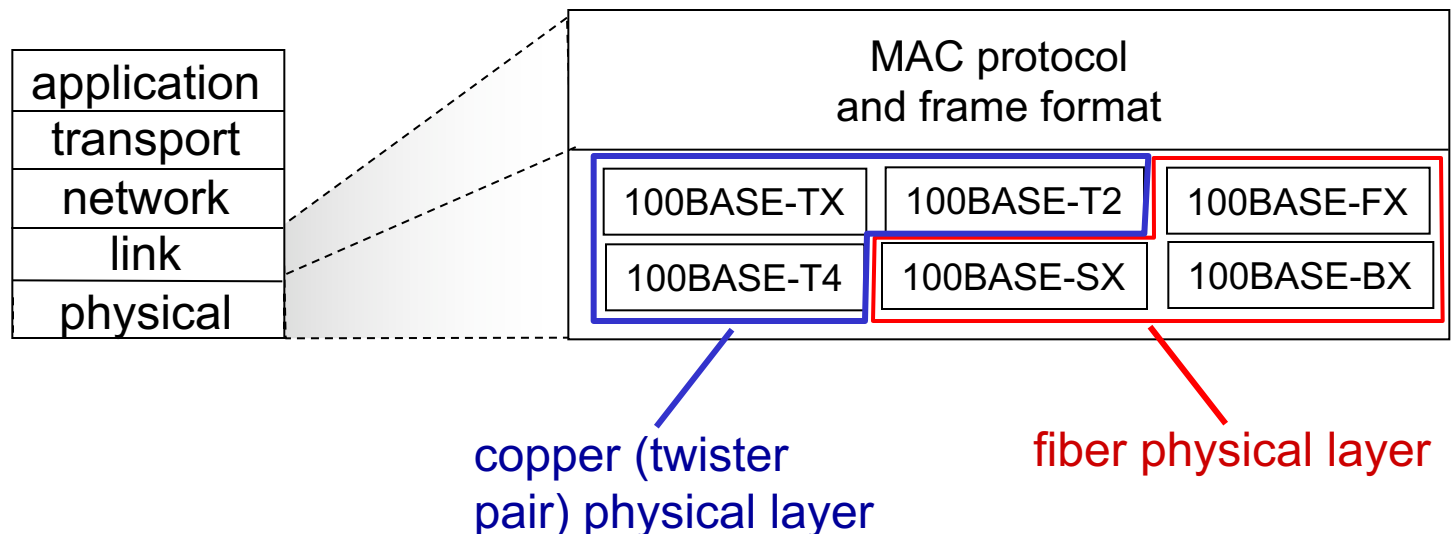 application
transport
network
link
physical
MAC protocol
and frame format
100BASE-TX
100BASE-T2
100BASE-FX
100BASE-T4
100BASE-SX
100BASE-BX
copper (twister
pair) physical layer
fiber physical layer